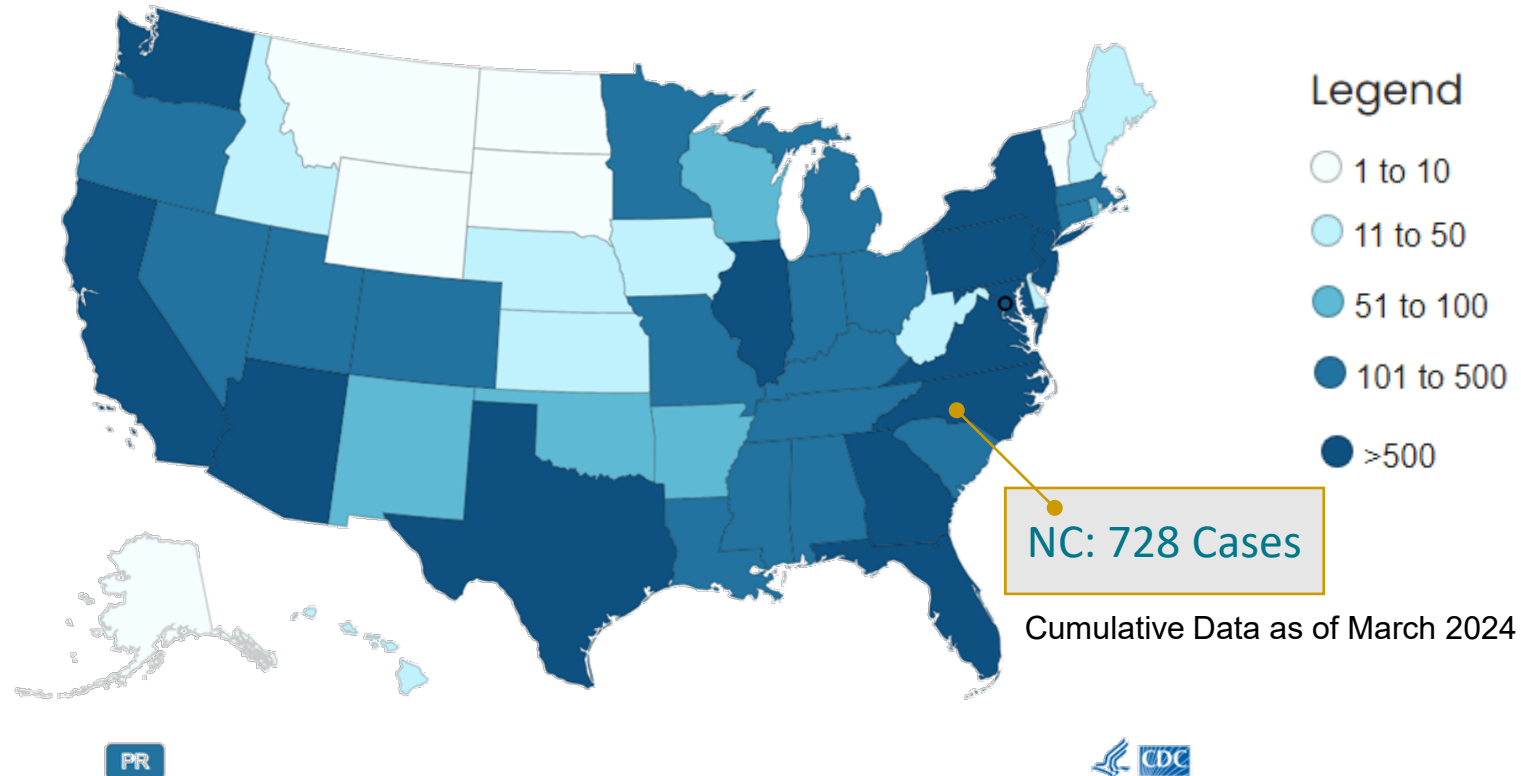 Legend
1 to 10
11 to 50
51 to 100
101 to 500
>500
NC: 728 Cases
Cumulative Data as of March 2024
PR
CDC